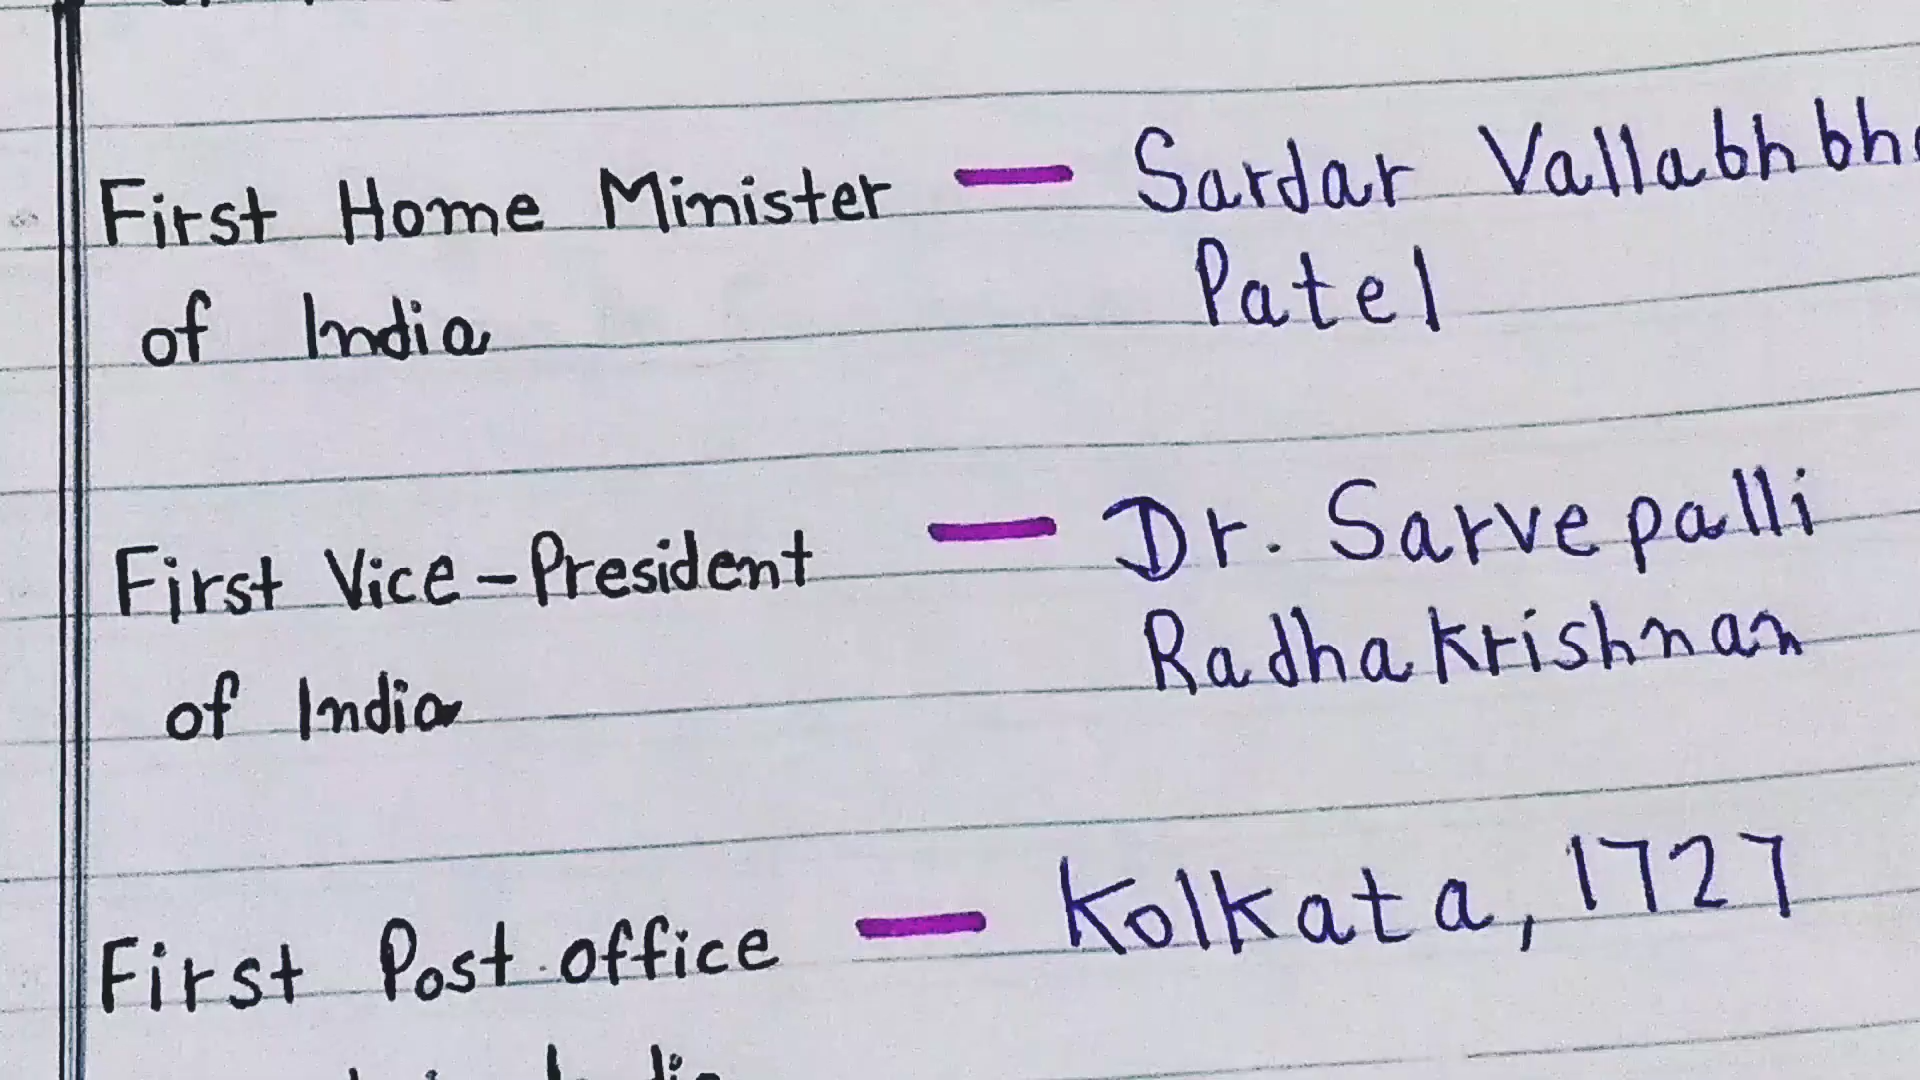 First Home Minister — Sardar Vallabhbh
of India Patel
First Vice-President — Dr. Sarvepalli
of India Radhakrishnan
First Post office — Kolkata, 1727